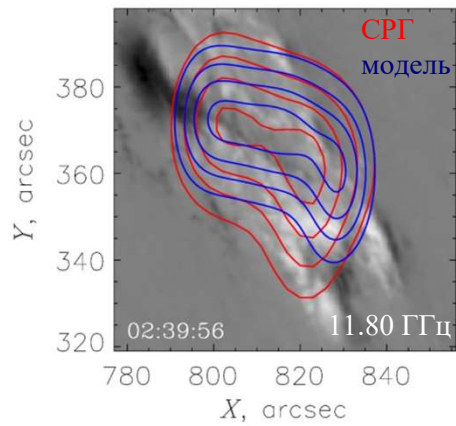 СРГ
модель
380
360
340
320
Y, arcsec
02:39:56
11.80 ГГц
780 800 820 840
X, arcsec